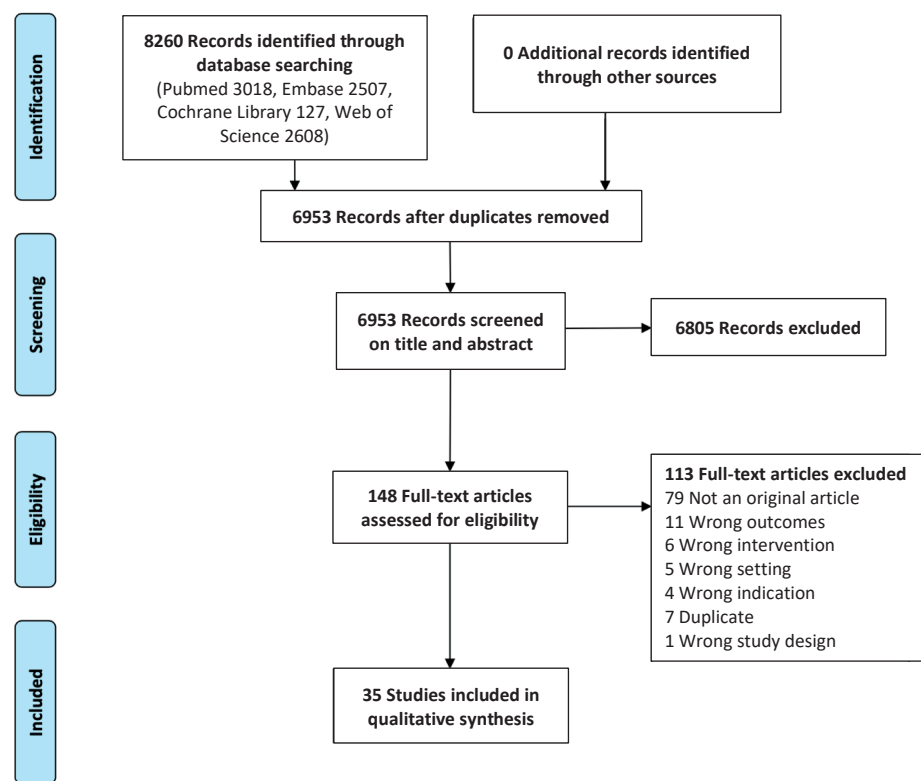 Identification
8260 Records identified through
database searching
(Pubmed 3018, Embase 2507,
Cochrane Library 127, Web of
Science 2608)
0 Additional records identified
through other sources
6953 Records after duplicates removed
Screening
6953 Records screened
on title and abstract
6805 Records excluded
Eligibility
148 Full-text articles
assessed for eligibility
113 Full-text articles excluded
79 Not an original article
11 Wrong outcomes
6 Wrong intervention
5 Wrong setting
4 Wrong indication
7 Duplicate
1 Wrong study design
Included
35 Studies included in
qualitative synthesis